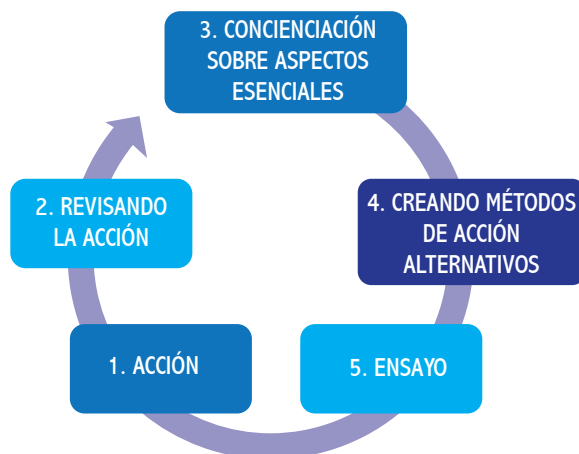 3. CONCIENCIACIÓN
SOBRE ASPECTOS
ESENCIALES
2. REVISANDO
LA ACCIÓN
4. CREANDO MÉTODOS
DE ACCIÓN
ALTERNATIVOS
1. ACCIÓN
5. ENSAYO